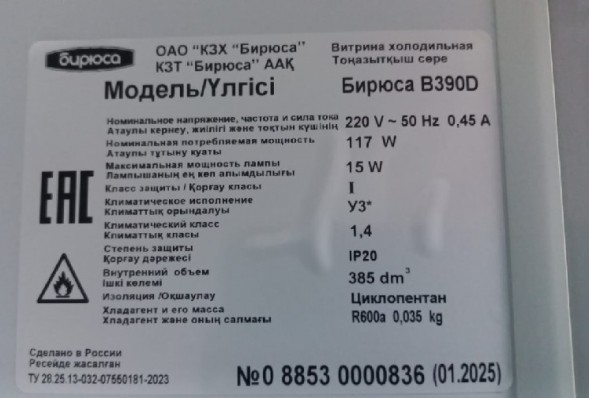 бирюса
ОАО "КЗХ "Бирюса"
КЗТ "Бирюса" ААҚ
Витрина холодильная
Тоңазытқыш сөре
Модель/Үлгісі Бирюса B390D
Номинальное напряжение, частота и сила тока
Атаулы кернеу, жиілігі және тоқтың күшінің
220 V ~ 50 Hz 0,45 A
Номинальная потребляемая мощность
Атаулы тұтыну куаты
117 W
Максимальная мощность лампы
Лампышаның ең көп алымдылығы
15 W
Класс защиты / Қорғау класы I
Климатическое исполнение
Климаттық орындалуы
У3*
Климатический класс
Климаттық класы
1,4
Степень защиты
Қорғау дәрежесі
IP20
Внутренний объем
Ішкі көлемі
385 dm³
Изоляция /Оқшаулау Циклопентан
Хладагент и его масса
Хладагент және оның салмағы
R600a 0,035 kg
EAC
Сделано в России
Ресейде жасалған
ТУ 28.25.13-032-07550181-2023
№0 8853 0000836 (01.2025)